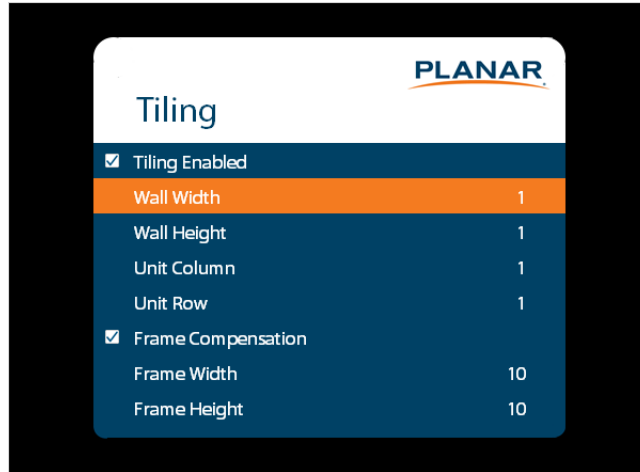 PLANAR
Tiling
Tiling Enabled
Wall Width 1
Wall Height 1
Unit Column 1
Unit Row 1
Frame Compensation
Frame Width 10
Frame Height 10